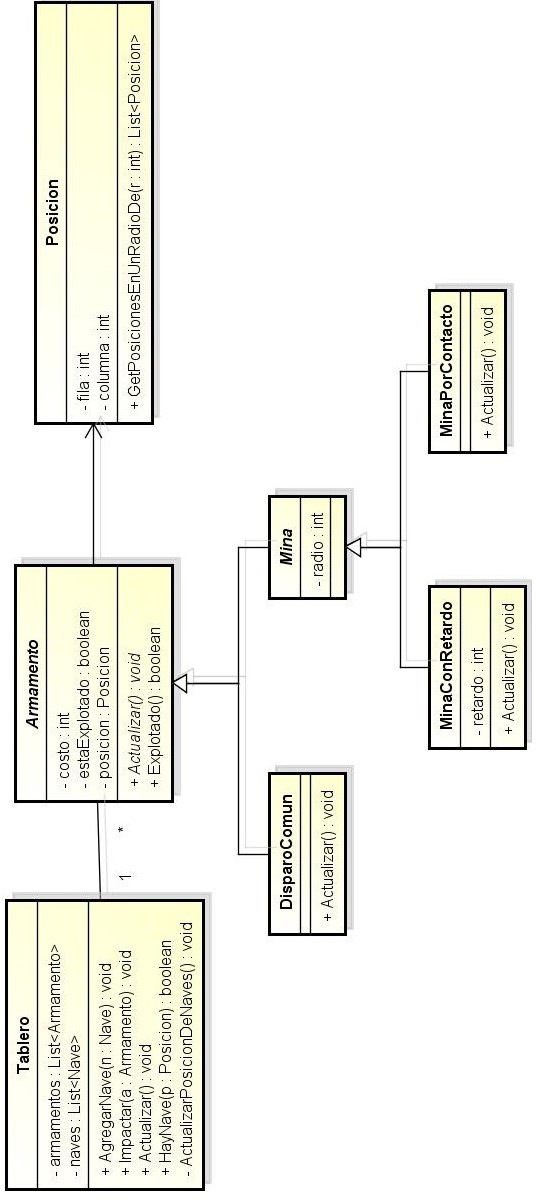 Tablero
- armamentos : List<Armamento>
- naves : List<Nave>
+ AgregarNave(n : Nave) : void
+ Impactar(a : Armamento) : void
+ Actualizar() : void
+ HayNave(p : Posicion) : boolean
- ActualizarPosicionDeNaves() : void
1
*
Armamento
- costo : int
- estaExplotado : boolean
- posicion : Posicion
+ Actualizar() : void
+ Explotado() : boolean
Posicion
- fila : int
- columna : int
+ GetPosicionesEnUnRadioDe(r : int) : List<Posicion>
DisparoComun
+ Actualizar() : void
Mina
- radio : int
MinaConRetardo
- retardo : int
+ Actualizar() : void
MinaPorContacto
+ Actualizar() : void